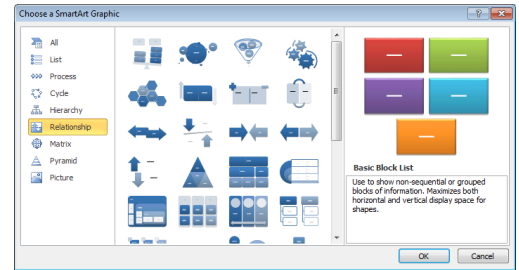 Choose a SmartArt Graphic
All
List
Process
Cycle
Hierarchy
Relationship
Matrix
Pyramid
Picture
Basic Block List
Use to show non-sequential or grouped
blocks of information. Maximizes both
horizontal and vertical display space for
shapes.
OK
Cancel